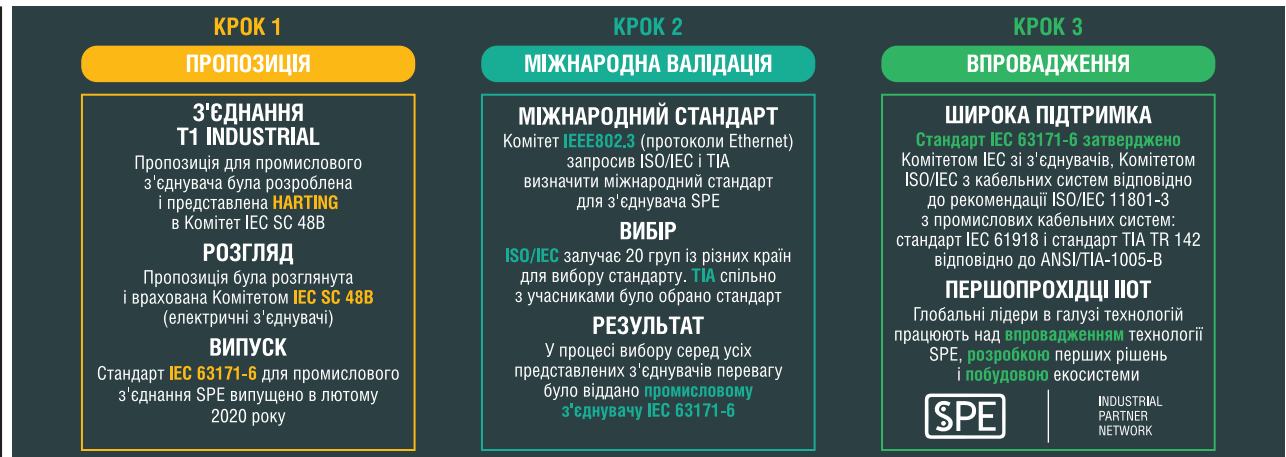 КРОК 1
ПРОПОЗИЦІЯ
З'ЄДНАННЯ
T1 INDUSTRIAL
Пропозиція для промислового
з'єднувача була розроблена
і представлена HARTING
в Комітет IEC SC 48B
РОЗГЛЯД
Пропозиція була розглянута
і врахована Комітетом IEC SC 48B
(електричні з'єднувачі)
ВИПУСК
Стандарт IEC 63171-6 для промислового
з'єднання SPE випущено в лютому
2020 року
КРОК 2
МІЖНАРОДНА ВАЛІДАЦІЯ
МІЖНАРОДНИЙ СТАНДАРТ
Комітет IEEE802.3 (протоколи Ethernet)
запросив ISO/IEC і TIA
визначити міжнародний стандарт
для з'єднувача SPE
ВИБІР
ISO/IEC залучає 20 груп із різних країн
для вибору стандарту. TIA спільно
з учасниками було обрано стандарт
РЕЗУЛЬТАТ
У процесі вибору серед усіх
представлених з'єднувачів перевагу
було віддано промисловому
з'єднувачу IEC 63171-6
КРОК 3
ВПРОВАДЖЕННЯ
ШИРОКА ПІДТРИМКА
Стандарт IEC 63171-6 затверджено
Комітетом IEC зі з'єднувачів, Комітетом
ISO/IEC з кабельних систем відповідно
до рекомендації ISO/IEC 11801-3
з промислових кабельних систем:
стандарт IEC 61918 і стандарт TIA TR 142
відповідно до ANSI/TIA-1005-B
ПЕРШОПРОХІДЦІ IIOT
Глобальні лідери в галузі технологій
працюють над впровадженням технології
SPE, розробкою перших рішень
і побудовою екосистеми
SPE
INDUSTRIAL
PARTNER
NETWORK